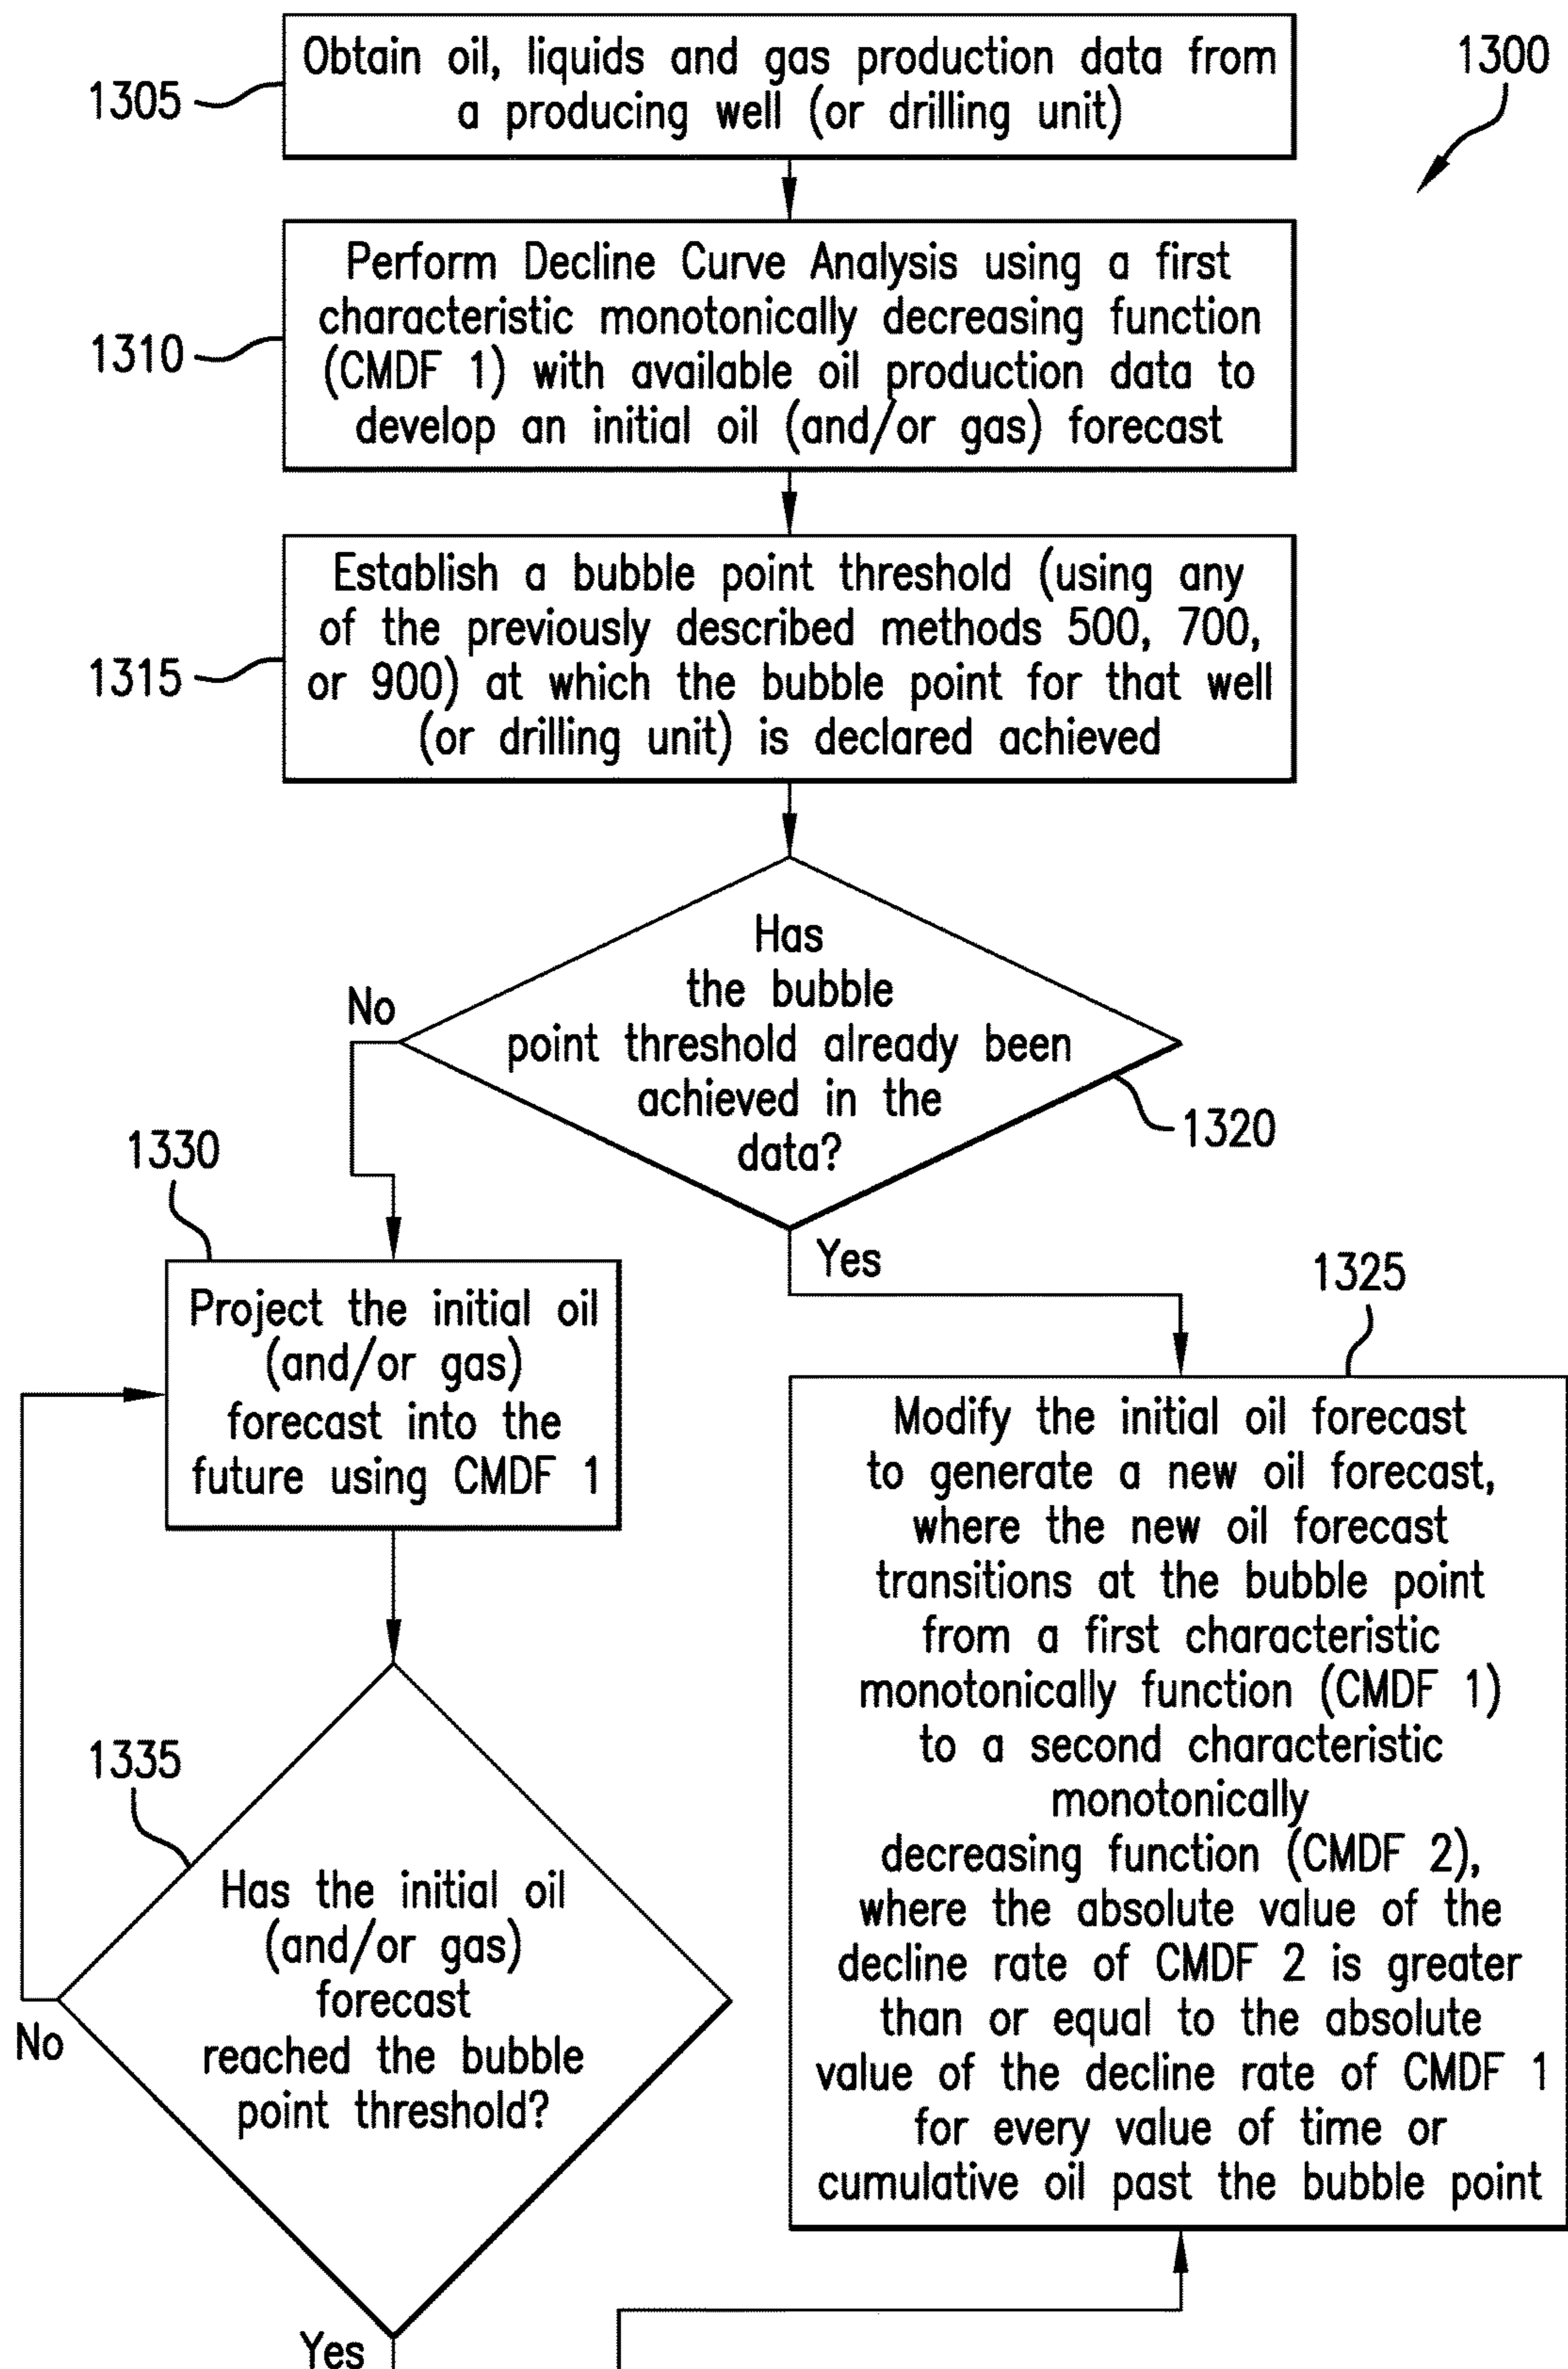 1300
1305
Obtain oil, liquids and gas production data from
a producing well (or drilling unit)
1310
Perform Decline Curve Analysis using a first
characteristic monotonically decreasing function
(CMDF 1) with available oil production data to
develop an initial oil (and/or gas) forecast
1315
Establish a bubble point threshold (using any
of the previously described methods 500, 700,
or 900) at which the bubble point for that well
(or drilling unit) is declared achieved
Has
the bubble
point threshold already been
achieved in the
data?
1320
No
Yes
1330
Project the initial oil
(and/or gas)
forecast into the
future using CMDF 1
1325
Modify the initial oil forecast
to generate a new oil forecast,
where the new oil forecast
transitions at the bubble point
from a first characteristic
monotonically function (CMDF 1)
to a second characteristic
monotonically
decreasing function (CMDF 2),
where the absolute value of the
decline rate of CMDF 2 is greater
than or equal to the absolute
value of the decline rate of CMDF 1
for every value of time or
cumulative oil past the bubble point
1335
Has the initial oil
(and/or gas)
forecast
reached the bubble
point threshold?
No
Yes